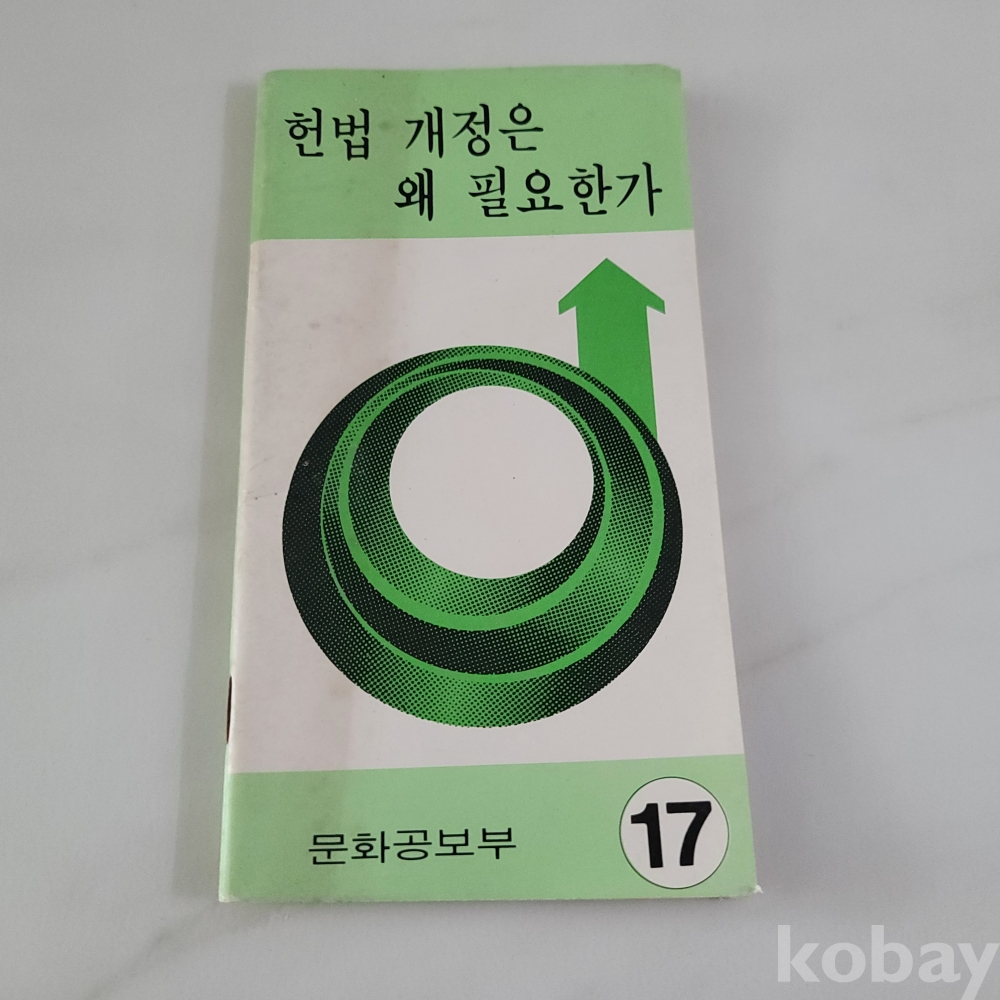 헌법 개정은
왜 필요한가
문화공보부
17
kobay